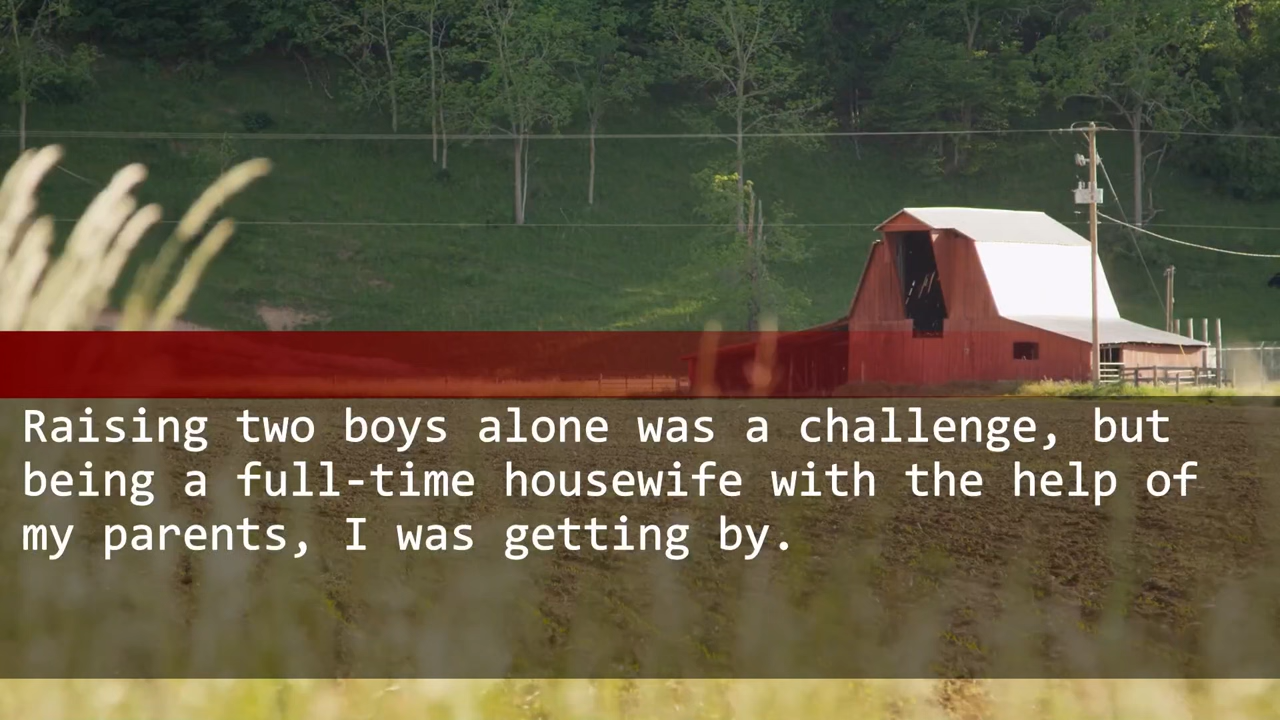 Raising two boys alone was a challenge, but
being a full-time housewife with the help of
my parents, I was getting by.